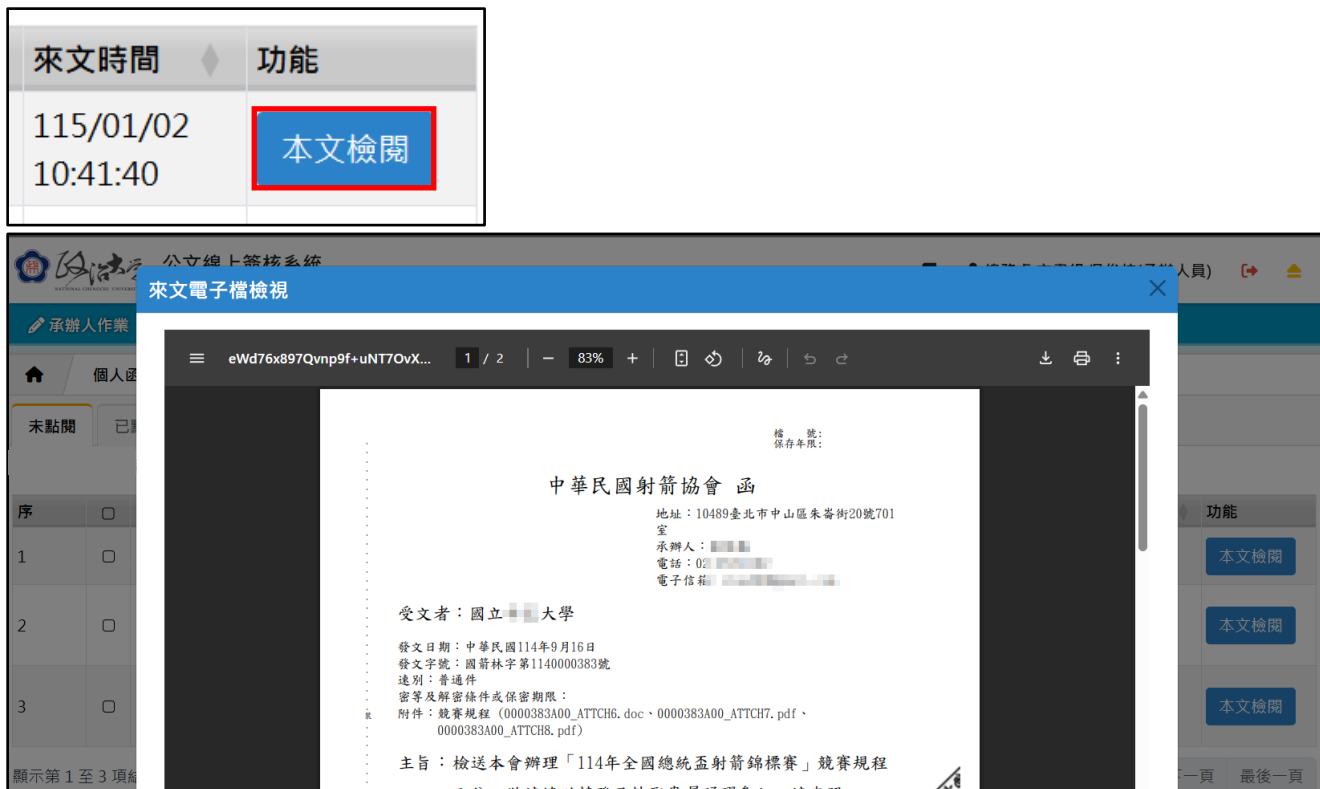 來文時間 功能
115/01/02
10:41:40
本文檢閱
政治大學
公文線上簽核系統
人員)
來文電子檔檢視
承辦人作業
eWd76x897Qvnp9f+uNT7OvX... 1 / 2 83%
個人函
未點閱
序 功能
1 本文檢閱
2 本文檢閱
3 本文檢閱
顯示第 1 至 3 項
一頁 最後一頁
檔 號:
保存年限:
中華民國射箭協會 函
地址:10489臺北市中山區朱崙街20號701
室
承辦人:
電話:02
電子信箱:
受文者:國立 大學
發文日期:中華民國114年9月16日
發文字號:國箭林字第1140000383號
速別:普通件
密等及解密條件或保密期限:
附件:競賽規程 (0000383A00_ATTCH6.doc、0000383A00_ATTCH7.pdf、
0000383A00_ATTCH8.pdf)
主旨:檢送本會辦理「114年全國總統盃射箭錦標賽」競賽規程